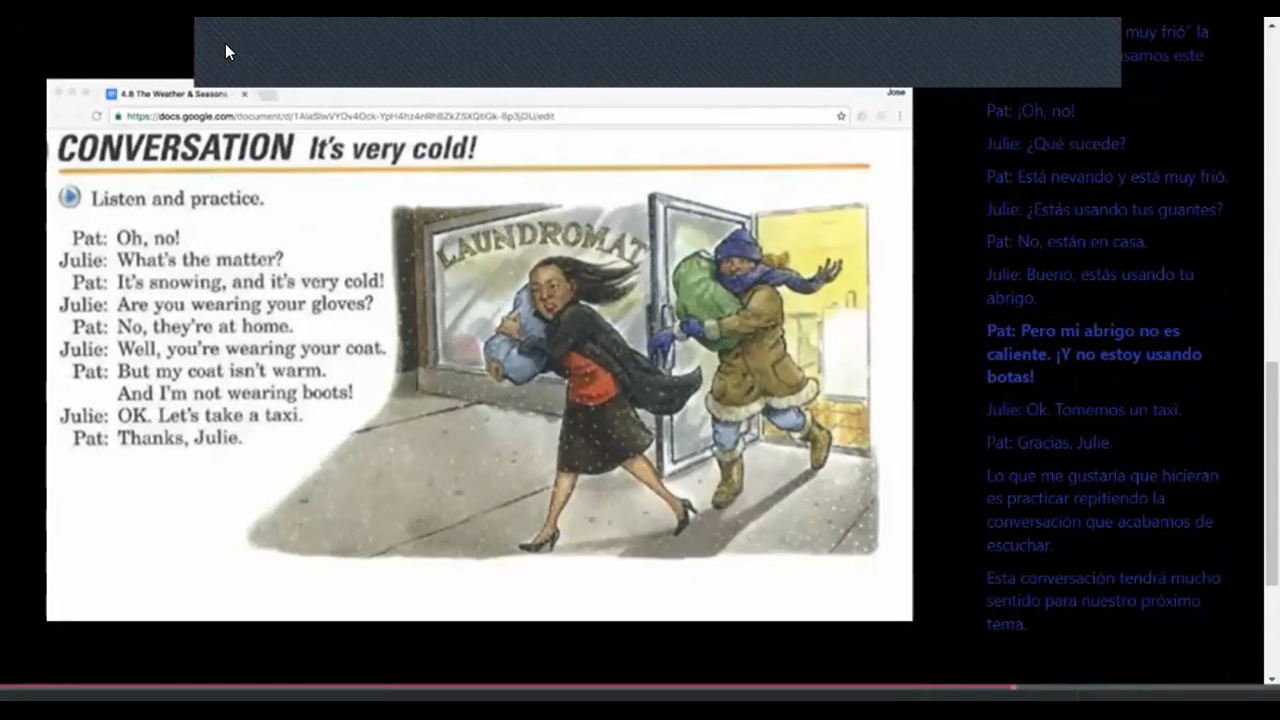 4.8 The Weather & Seasons
Jose
CONVERSATION It's very cold!
Listen and practice.
Pat: Oh, no!
Julie: What's the matter?
Pat: It's snowing, and it's very cold!
Julie: Are you wearing your gloves?
Pat: No, they're at home.
Julie: Well, you're wearing your coat.
Pat: But my coat isn't warm.
And I'm not wearing boots!
Julie: OK. Let's take a taxi.
Pat: Thanks, Julie.
LAUNDROMAT
muy frió" la
usamos este
Pat: ¡Oh, no!
Julie: ¿Qué sucede?
Pat: Está nevando y está muy frió.
Julie: ¿Estás usando tus guantes?
Pat: No, están en casa.
Julie: Bueno, estás usando tu
abrigo.
Pat: Pero mi abrigo no es
caliente. ¡Y no estoy usando
botas!
Julie: Ok. Tomemos un taxi.
Pat: Gracias, Julie.
Lo que me gustaría que hicieran
es practicar repitiendo la
conversación que acabamos de
escuchar.
Esta conversación tendrá mucho
sentido para nuestro próximo
tema.